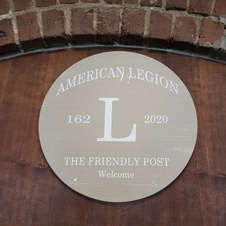 AMERICAN LEGION
162 L 2020
THE FRIENDLY POST
Welcome